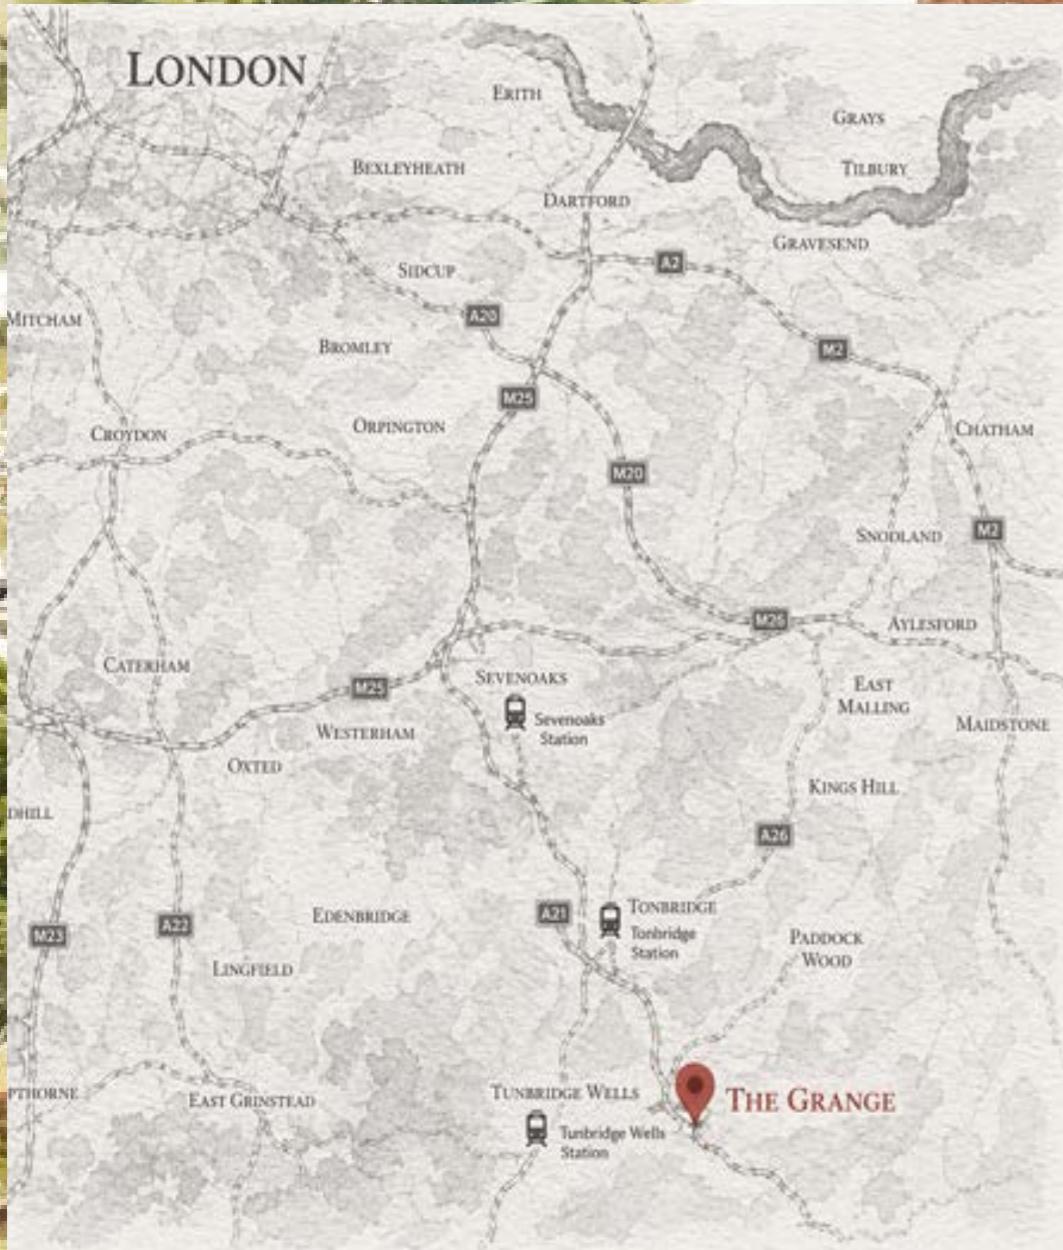 LONDON
ERITH
GRAYS
BEXLEYHEATH
TILBURY
DARTFORD
GRAVESEND
A2
SIDCUP
A20
MITCHAM
BROMLEY
M2
M25
ORPINGTON
CROYDON
CHATHAM
M20
SNODLAND
M2
M26
AYLESFORD
CATERHAM
SEVENOAKS
M25
EAST
MALLING
Sevenoaks
Station
WESTERHAM
MAIDSTONE
OXTED
KINGS HILL
DHILL
A26
TONBRIDGE
A21
EDENBRIDGE
A22
M23
Tonbridge
Station
PADDOCK
WOOD
LINGFIELD
PTHORNE
EAST GRINSTEAD
TUNBRIDGE WELLS
THE GRANGE
Tunbridge Wells
Station